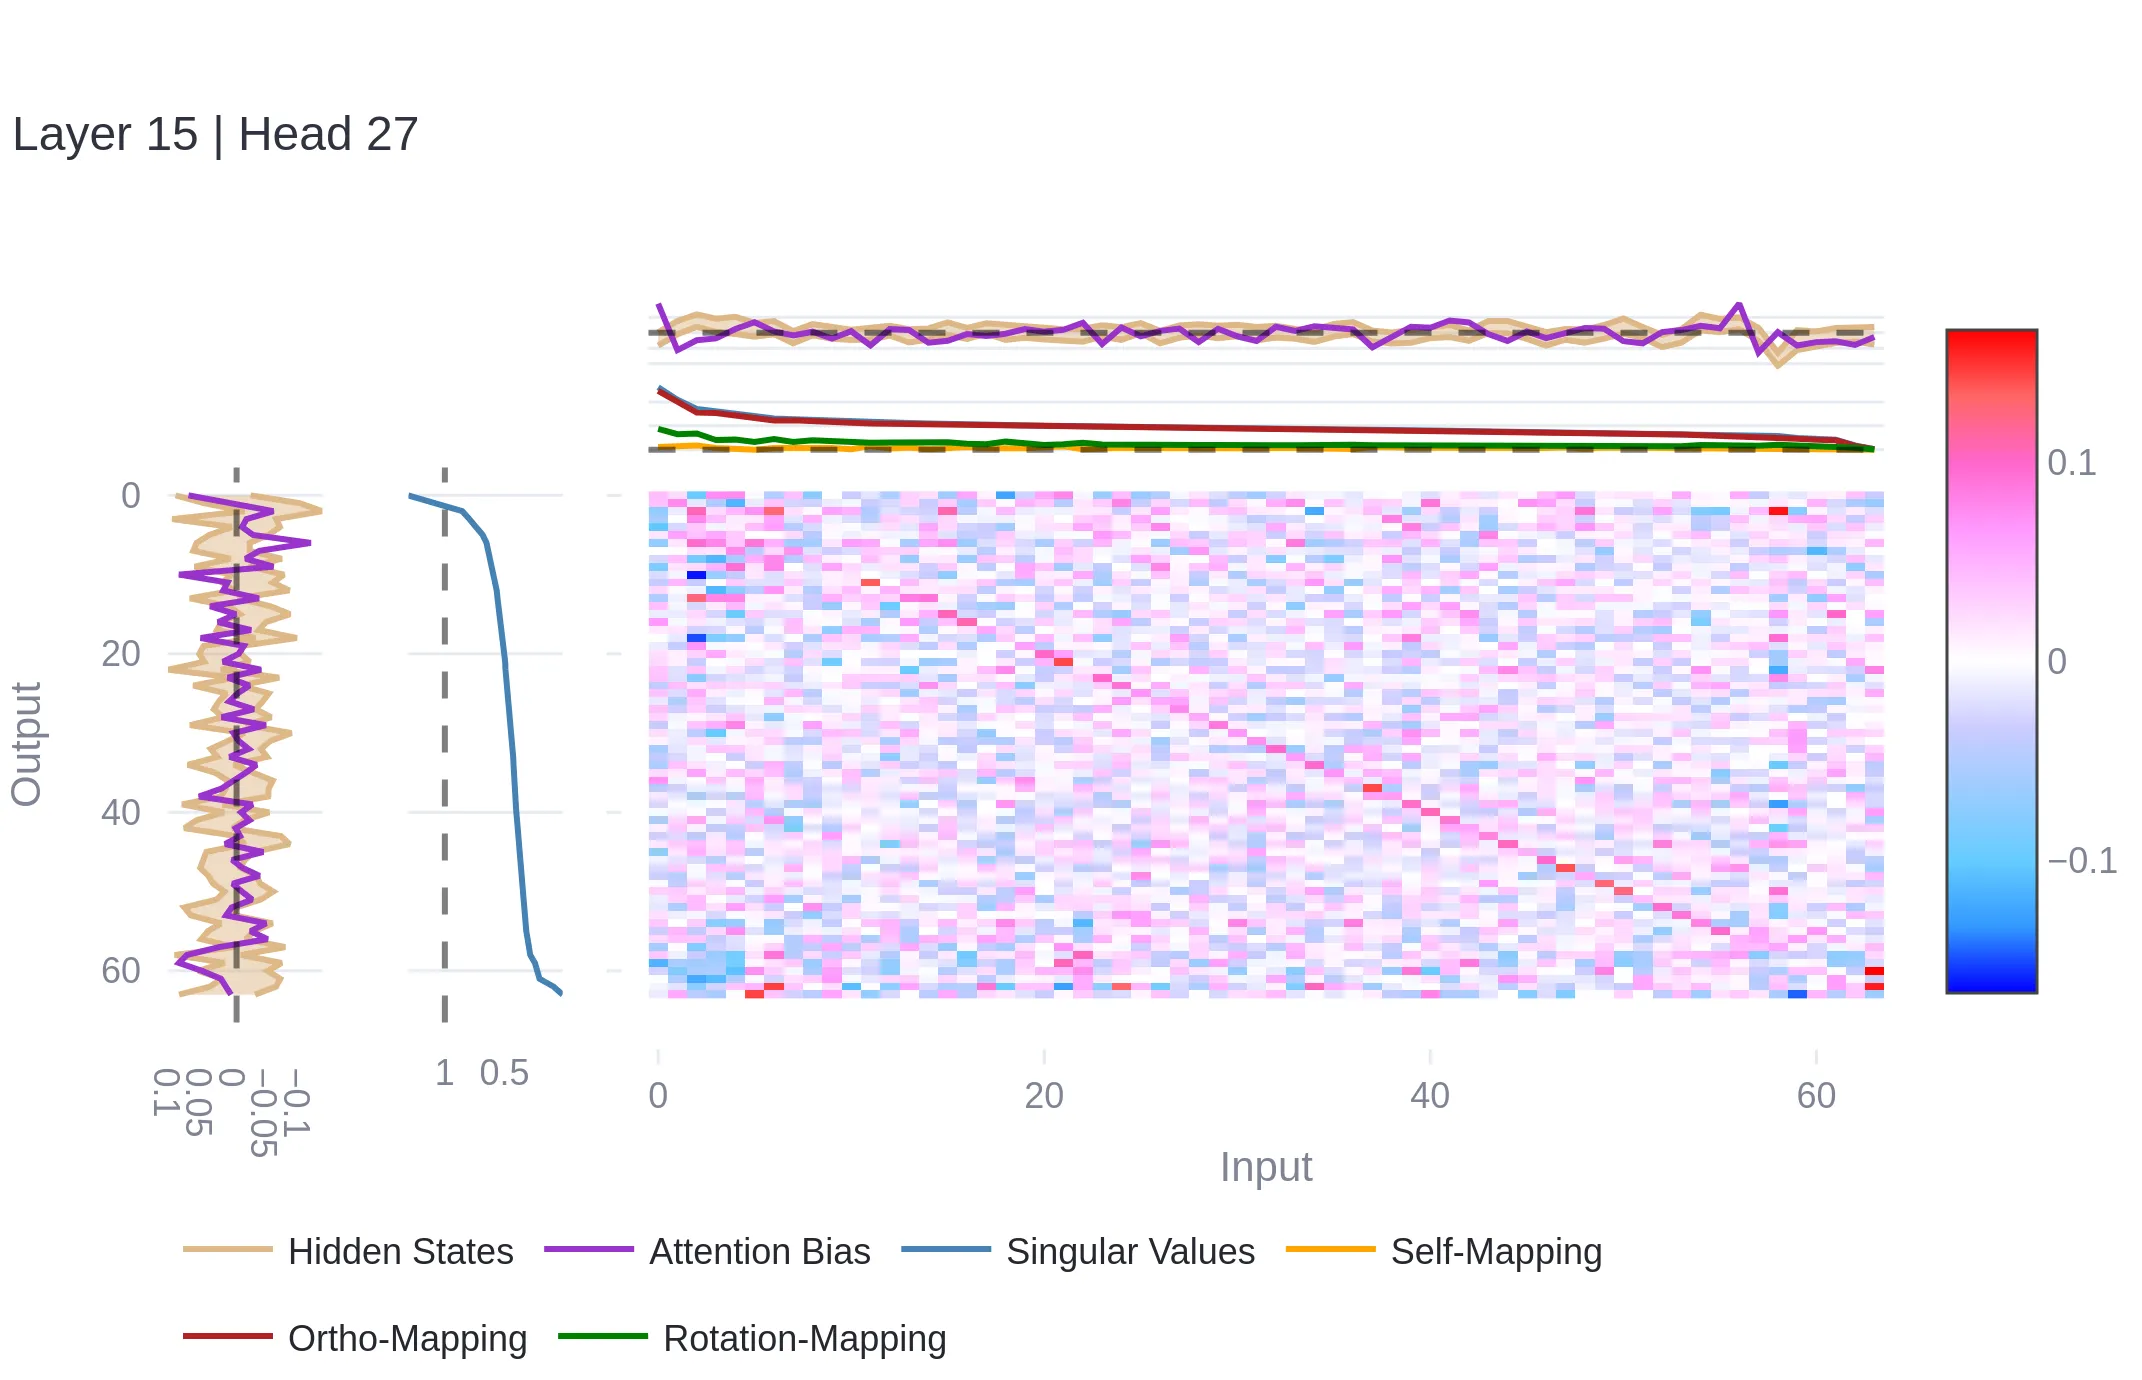 Layer 15 | Head 27
0
20
40
60
Output
0.1
0.05
0
−0.05
−0.1
1
0.5
0
20
40
60
Input
0.1
0
−0.1
Hidden States
Attention Bias
Singular Values
Self-Mapping
Ortho-Mapping
Rotation-Mapping